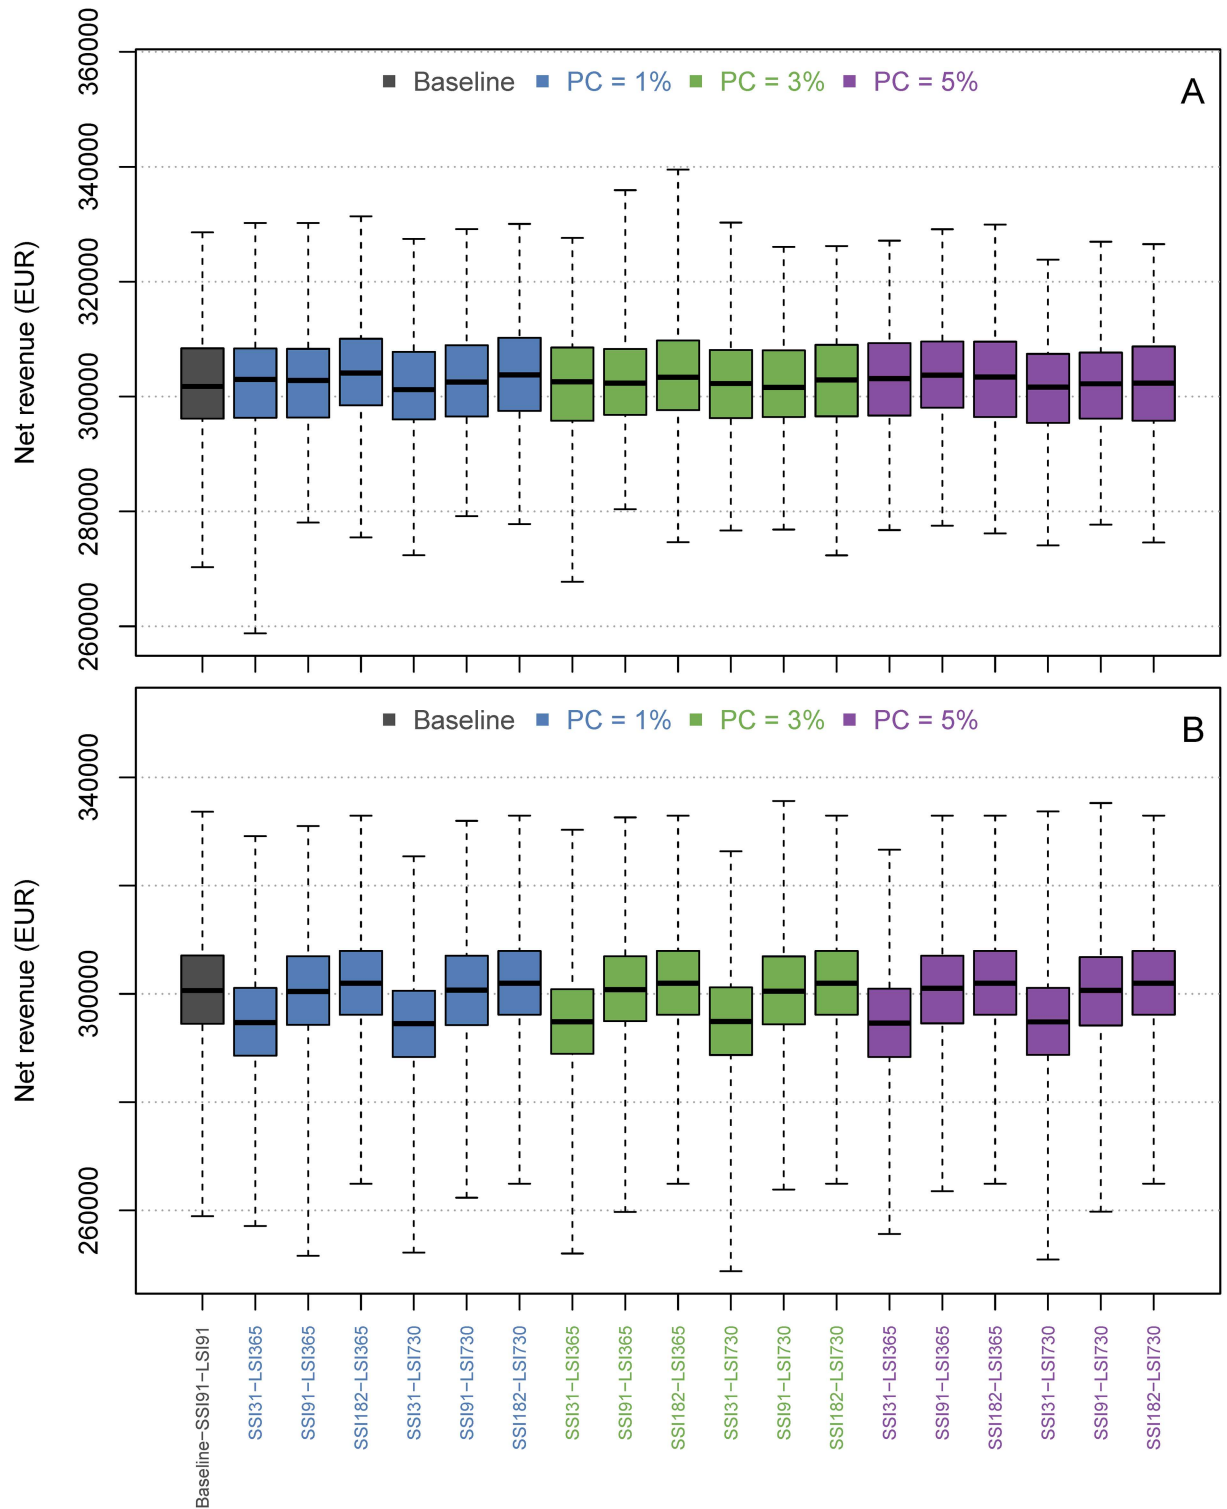 Baseline PC = 1% PC = 3% PC = 5%
A
Net revenue (EUR)
360000
340000
320000
300000
280000
260000
Baseline PC = 1% PC = 3% PC = 5%
B
Net revenue (EUR)
340000
300000
260000
Baseline−SSI91−LSI91
SSI31−LSI365
SSI91−LSI365
SSI182−LSI365
SSI31−LSI730
SSI91−LSI730
SSI182−LSI730
SSI31−LSI365
SSI91−LSI365
SSI182−LSI365
SSI31−LSI730
SSI91−LSI730
SSI182−LSI730
SSI31−LSI365
SSI91−LSI365
SSI182−LSI365
SSI31−LSI730
SSI91−LSI730
SSI182−LSI730